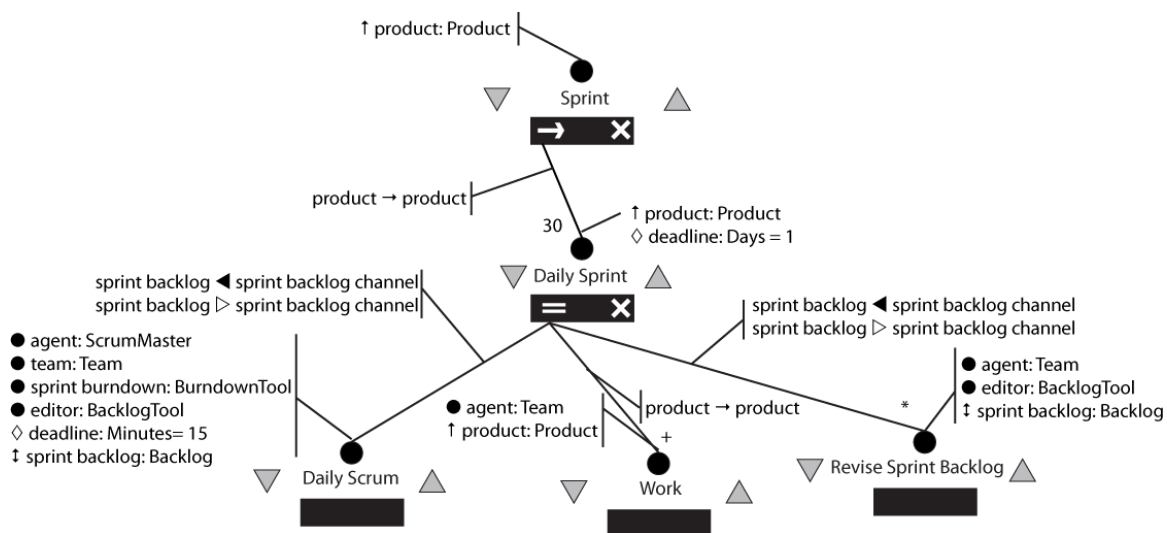 ↑ product: Product
Sprint
→ ×
product → product
30
↑ product: Product
◊ deadline: Days = 1
Daily Sprint
= ×
sprint backlog ◀ sprint backlog channel
sprint backlog ▷ sprint backlog channel
sprint backlog ◀ sprint backlog channel
sprint backlog ▷ sprint backlog channel
● agent: ScrumMaster
● team: Team
● sprint burndown: BurndownTool
● editor: BacklogTool
◊ deadline: Minutes= 15
↕ sprint backlog: Backlog
● agent: Team
↑ product: Product
product → product
● agent: Team
● editor: BacklogTool
↕ sprint backlog: Backlog
*
+
Daily Scrum
Work
Revise Sprint Backlog